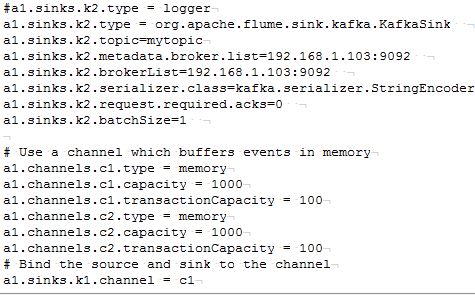 #a1.sinks.k2.type = logger
a1.sinks.k2.type = org.apache.flume.sink.kafka.KafkaSink
a1.sinks.k2.topic=mytopic
a1.sinks.k2.metadata.broker.list=192.168.1.103:9092
a1.sinks.k2.brokerList=192.168.1.103:9092
a1.sinks.k2.serializer.class=kafka.serializer.StringEncoder
a1.sinks.k2.request.required.acks=0
a1.sinks.k2.batchSize=1
# Use a channel which buffers events in memory
a1.channels.c1.type = memory
a1.channels.c1.capacity = 1000
a1.channels.c1.transactionCapacity = 100
a1.channels.c2.type = memory
a1.channels.c2.capacity = 1000
a1.channels.c2.transactionCapacity = 100
# Bind the source and sink to the channel
a1.sinks.k1.channel = c1